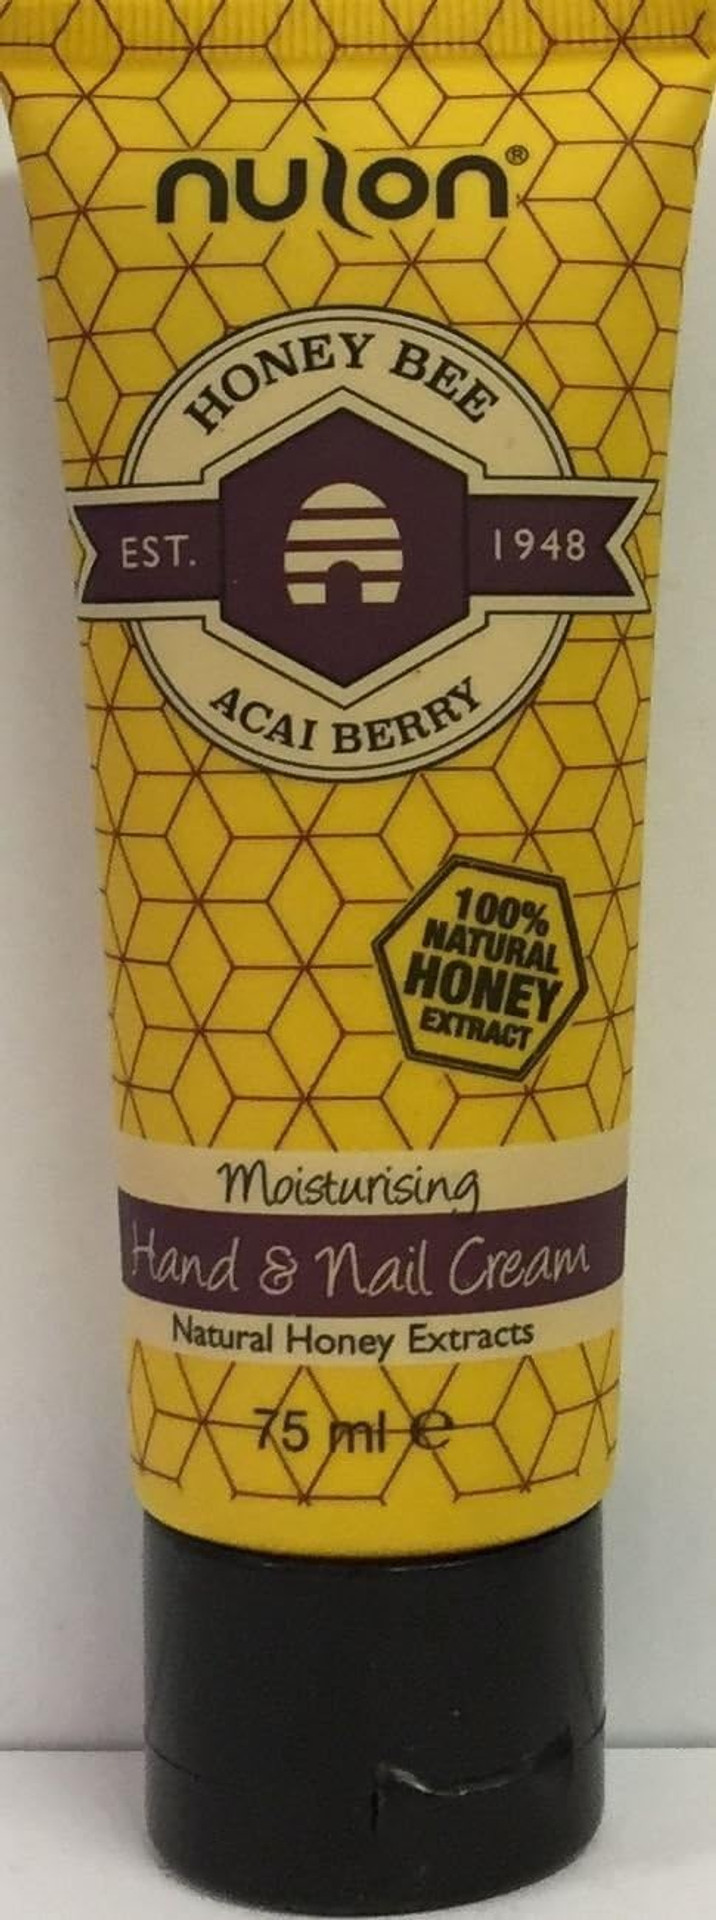 nulon®
HONEY BEE
EST. 1948
ACAI BERRY
100%
NATURAL
HONEY
EXTRACT
Moisturising
Hand & Nail Cream
Natural Honey Extracts
75 ml ℮